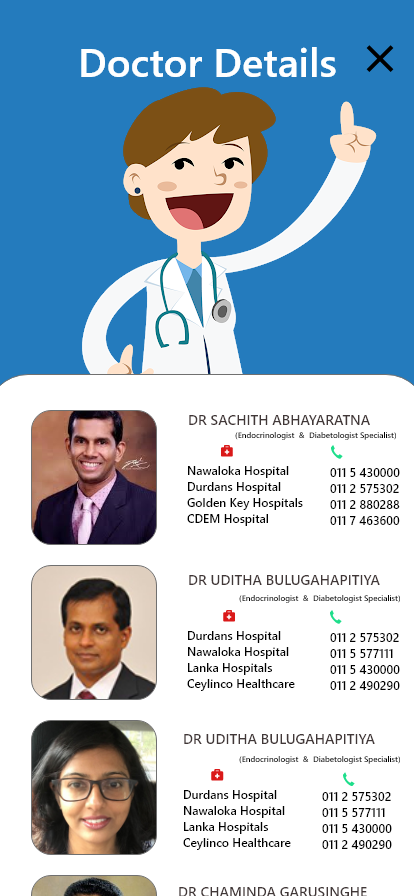 Doctor Details
DR SACHITH ABHAYARATNA
(Endocrinologist & Diabetologist Specialist)
Nawaloka Hospital 011 5 430000
Durdans Hospital 011 2 575302
Golden Key Hospitals 011 2 880288
CDEM Hospital 011 7 463600
DR UDITHA BULUGAHAPITIYA
(Endocrinologist & Diabetologist Specialist)
Durdans Hospital 011 2 575302
Nawaloka Hospital 011 5 577111
Lanka Hospitals 011 5 430000
Ceylinco Healthcare 011 2 490290
DR UDITHA BULUGAHAPITIYA
(Endocrinologist & Diabetologist Specialist)
Durdans Hospital 011 2 575302
Nawaloka Hospital 011 5 577111
Lanka Hospitals 011 5 430000
Ceylinco Healthcare 011 2 490290
DR CHAMINDA GARUSINGHE